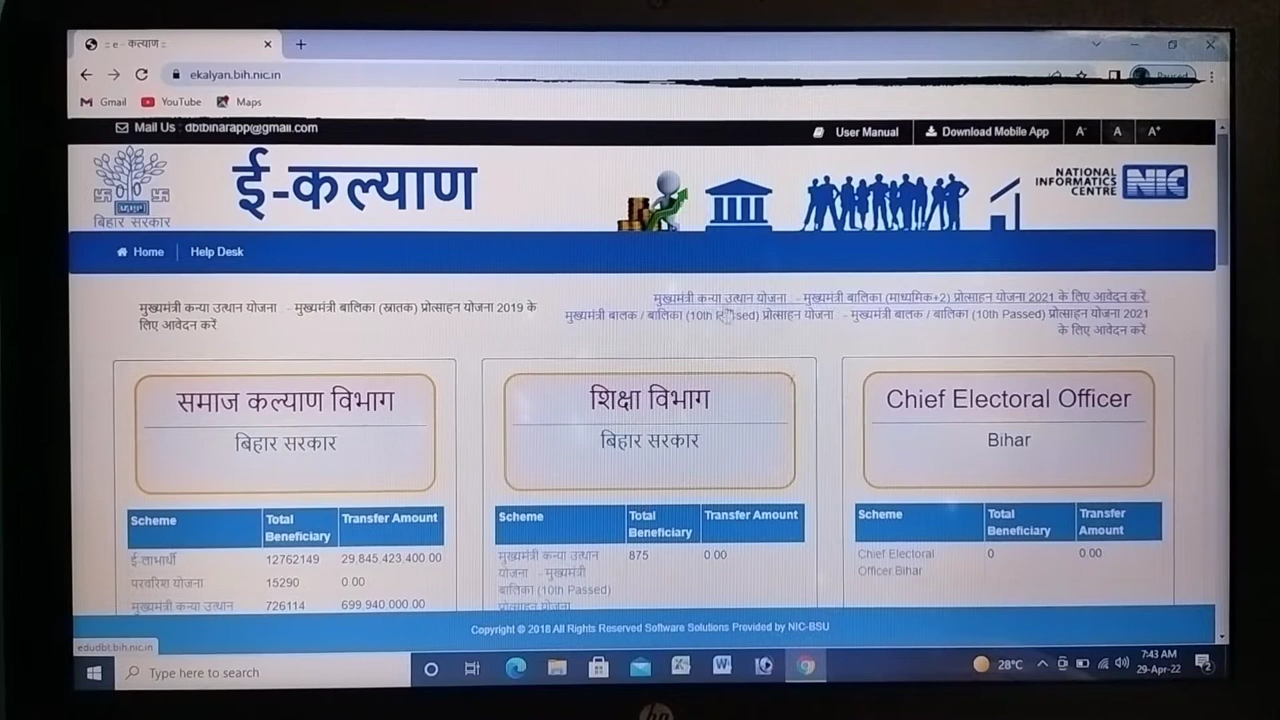 :: e - कल्याण ::
ekalyan.bih.nic.in
Paused
Gmail YouTube Maps
Mail Us : dbtbiharapp@gmail.com
User Manual Download Mobile App A- A A+
बिहार सरकार
ई-कल्याण
NATIONAL
INFORMATICS
CENTRE
NIC
Home Help Desk
मुख्यमंत्री कन्या उत्थान योजना - मुख्यमंत्री बालिका (स्नातक) प्रोत्साहन योजना 2019 के
लिए आवेदन करें
मुख्यमंत्री कन्या उत्थान योजना - मुख्यमंत्री बालिका (माध्यमिक+2) प्रोत्साहन योजना 2021 के लिए आवेदन करें
मुख्यमंत्री बालक / बालिका (10th Passed) प्रोत्साहन योजना - मुख्यमंत्री बालक / बालिका (10th Passed) प्रोत्साहन योजना 2021
के लिए आवेदन करें
समाज कल्याण विभाग
बिहार सरकार
Scheme Total Beneficiary Transfer Amount
ई-लाभार्थी 12762149 29,845,423,400.00
परवरिश योजना 15290 0.00
मुख्यमंत्री कन्या उत्थान 726114 699,940,000.00
शिक्षा विभाग
बिहार सरकार
Scheme Total Beneficiary Transfer Amount
मुख्यमंत्री कन्या उत्थान 875 0.00
योजना - मुख्यमंत्री
बालिका (10th Passed)
प्रोत्साहन योजना
Chief Electoral Officer
Bihar
Scheme Total Beneficiary Transfer Amount
Chief Electoral 0 0.00
Officer Bihar
Copyright © 2018 All Rights Reserved Software Solutions Provided by NIC-BSU
edudbt.bih.nic.in
Type here to search
28°C
7:43 AM
29-Apr-22
2
hp